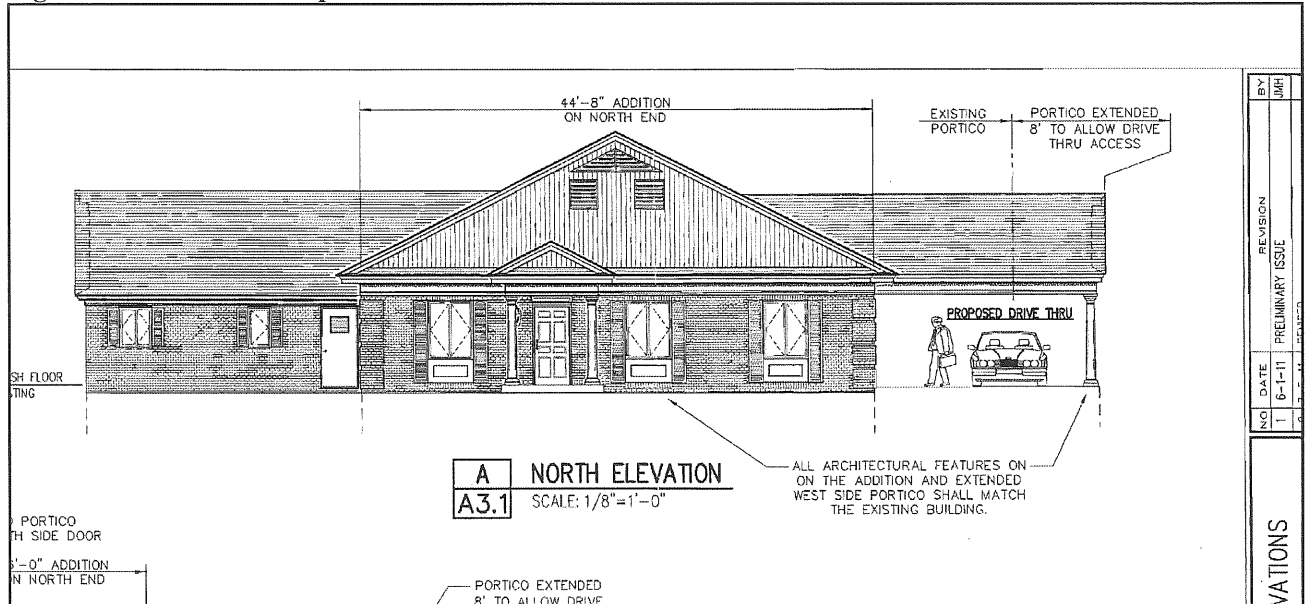 44'-8" ADDITION
ON NORTH END
EXISTING
PORTICO
PORTICO EXTENDED
8' TO ALLOW DRIVE
THRU ACCESS
PROPOSED DRIVE THRU
SH FLOOR
TING
A
A3.1
NORTH ELEVATION
SCALE: 1/8"=1'-0"
ALL ARCHITECTURAL FEATURES ON
ON THE ADDITION AND EXTENDED
WEST SIDE PORTICO SHALL MATCH
THE EXISTING BUILDING.
PORTICO
TH SIDE DOOR
'-0" ADDITION
N NORTH END
PORTICO EXTENDED
8' TO ALLOW DRIVE
NO DATE REVISION BY
1 6-1-11 PRELIMINARY ISSUE JMH
VATIONS